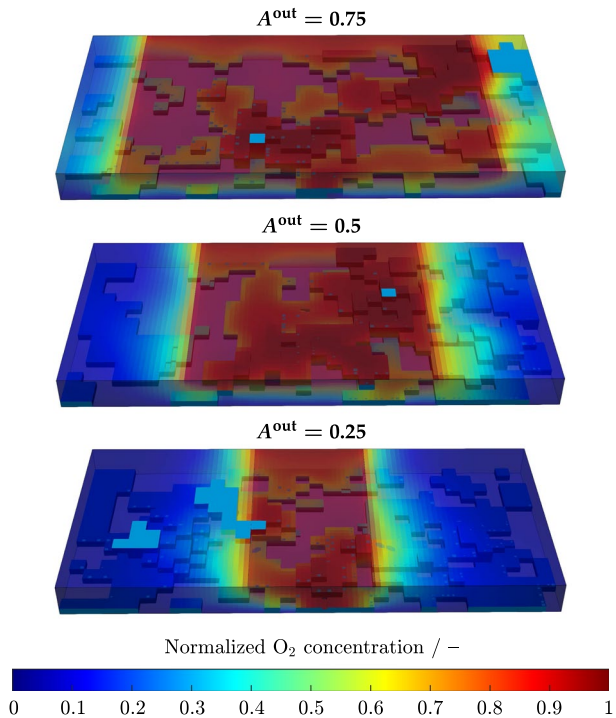 A^out = 0.75
A^out = 0.5
A^out = 0.25
Normalized O₂ concentration / –
0 0.1 0.2 0.3 0.4 0.5 0.6 0.7 0.8 0.9 1